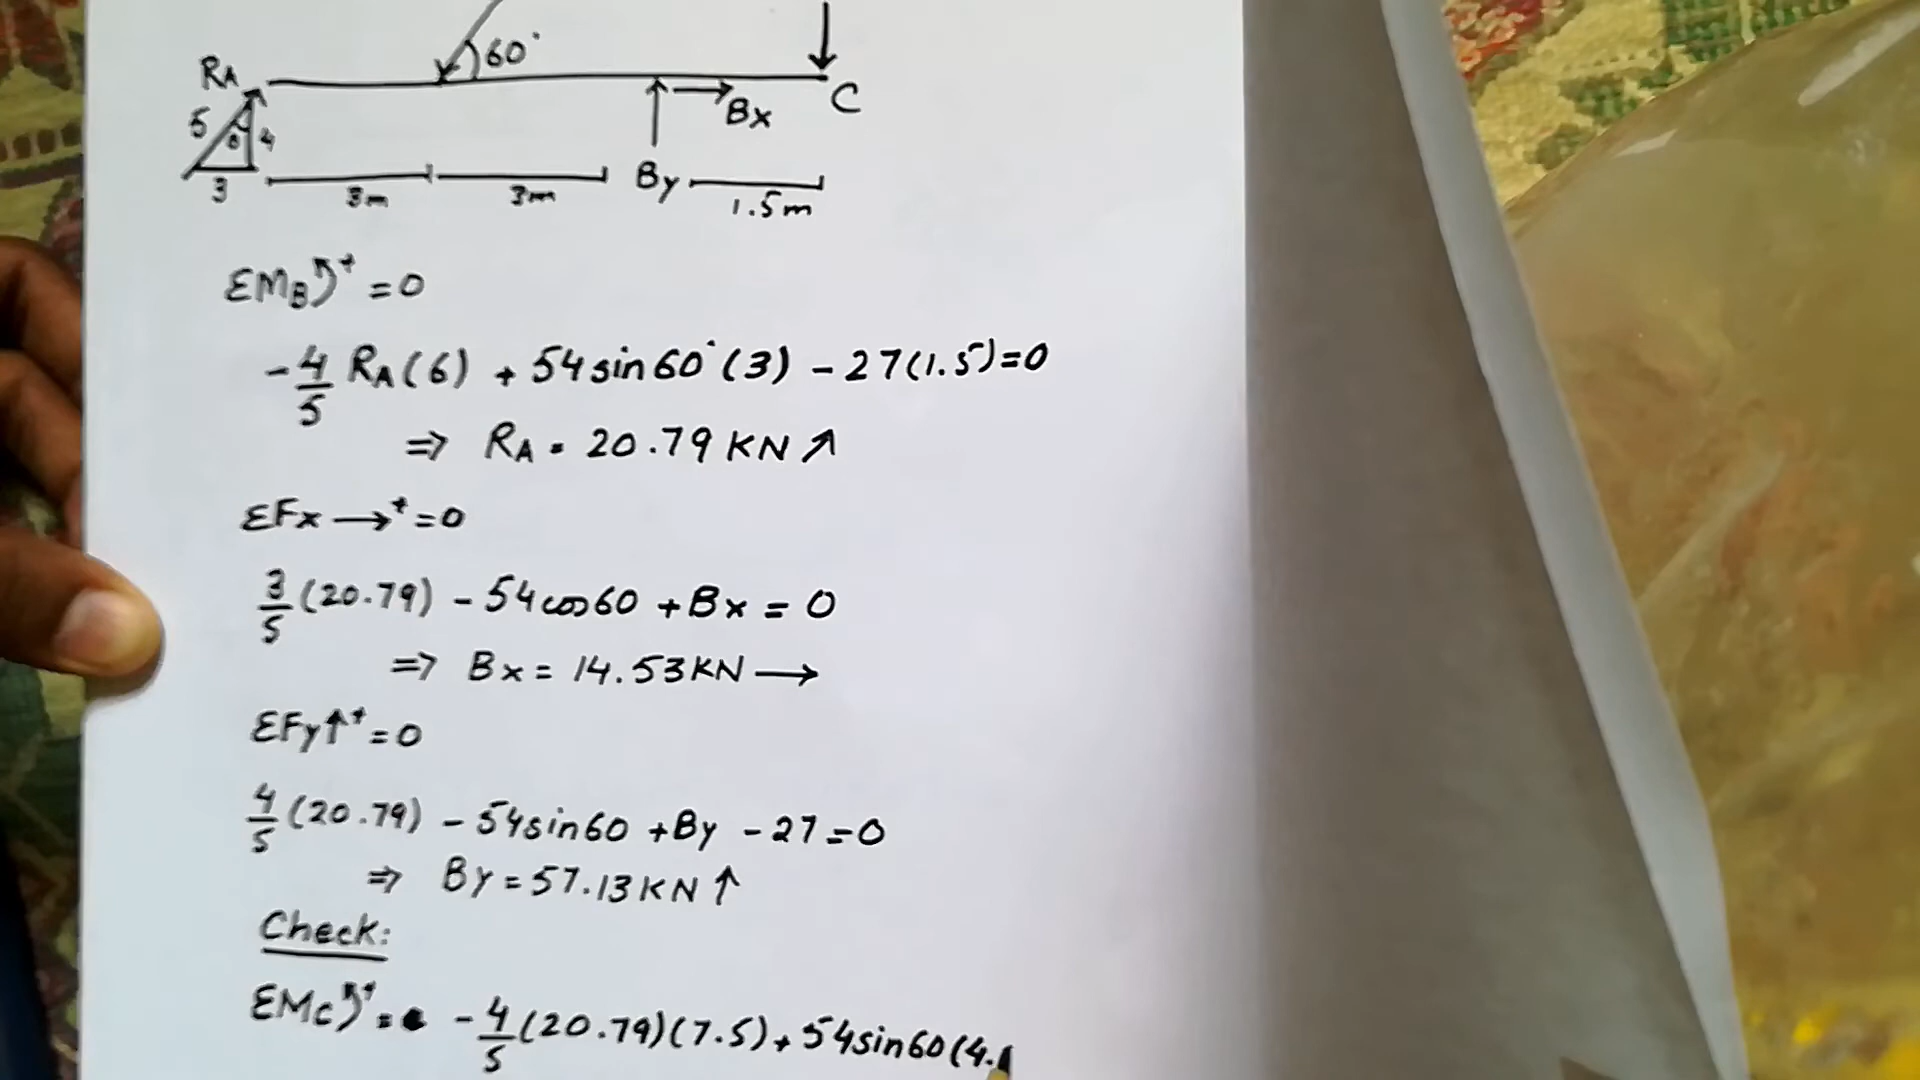 60°
RA
Bx
C
5
θ
4
3
3m
3m
By
1.5m
ΣMB↺⁺ = 0
-4/5 RA(6) + 54sin60°(3) - 27(1.5)=0
⇒ RA = 20.79 KN ↗
ΣFx →⁺ = 0
3/5(20.79) - 54cos60 + Bx = 0
⇒ Bx = 14.53KN →
ΣFy↑⁺ = 0
4/5(20.79) - 54sin60 + By - 27 = 0
⇒ By = 57.13KN ↑
Check:
ΣMC↺⁺ = -4/5(20.79)(7.5) + 54sin60(4.